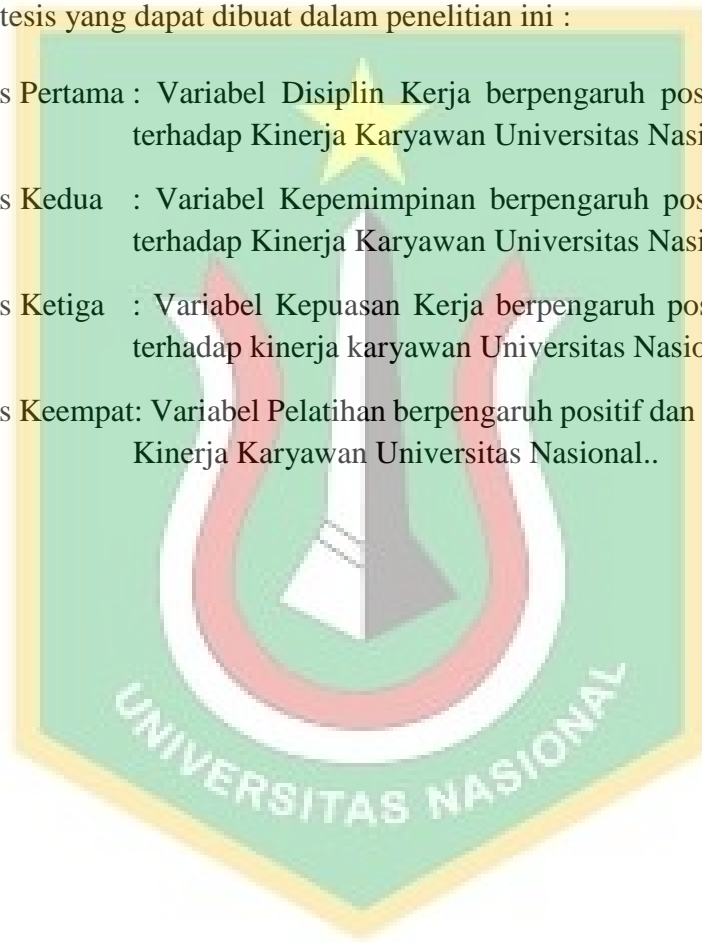 tesis yang dapat dibuat dalam penelitian ini :
s Pertama : Variabel Disiplin Kerja berpengaruh pos
terhadap Kinerja Karyawan Universitas Nasi
s Kedua : Variabel Kepemimpinan berpengaruh pos
terhadap Kinerja Karyawan Universitas Nasi
s Ketiga : Variabel Kepuasan Kerja berpengaruh pos
terhadap kinerja karyawan Universitas Nasio
s Keempat: Variabel Pelatihan berpengaruh positif dan
Kinerja Karyawan Universitas Nasional..
UNIVERSITAS NASIONAL